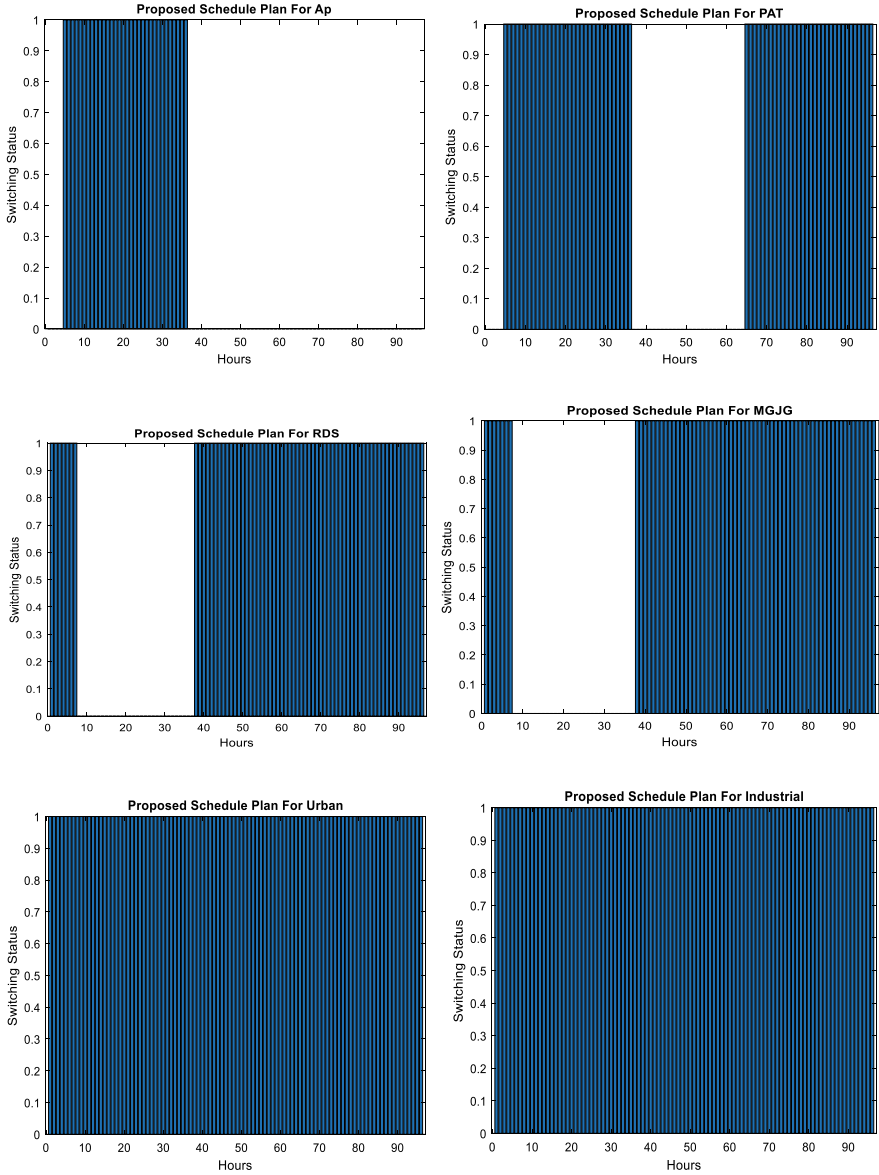 Proposed Schedule Plan For Ap
1
0.9
0.8
0.7
0.6
0.5
0.4
0.3
0.2
0.1
0
Switching Status
0 10 20 30 40 50 60 70 80 90
Hours
Proposed Schedule Plan For PAT
1
0.9
0.8
0.7
0.6
0.5
0.4
0.3
0.2
0.1
0
Switching Status
0 10 20 30 40 50 60 70 80 90
Hours
Proposed Schedule Plan For RDS
1
0.9
0.8
0.7
0.6
0.5
0.4
0.3
0.2
0.1
0
Switching Status
0 10 20 30 40 50 60 70 80 90
Hours
Proposed Schedule Plan For MGJG
1
0.9
0.8
0.7
0.6
0.5
0.4
0.3
0.2
0.1
0
Switching Status
0 10 20 30 40 50 60 70 80 90
Hours
Proposed Schedule Plan For Urban
1
0.9
0.8
0.7
0.6
0.5
0.4
0.3
0.2
0.1
0
Switching Status
0 10 20 30 40 50 60 70 80 90
Hours
Proposed Schedule Plan For Industrial
1
0.9
0.8
0.7
0.6
0.5
0.4
0.3
0.2
0.1
0
Switching Status
0 10 20 30 40 50 60 70 80 90
Hours